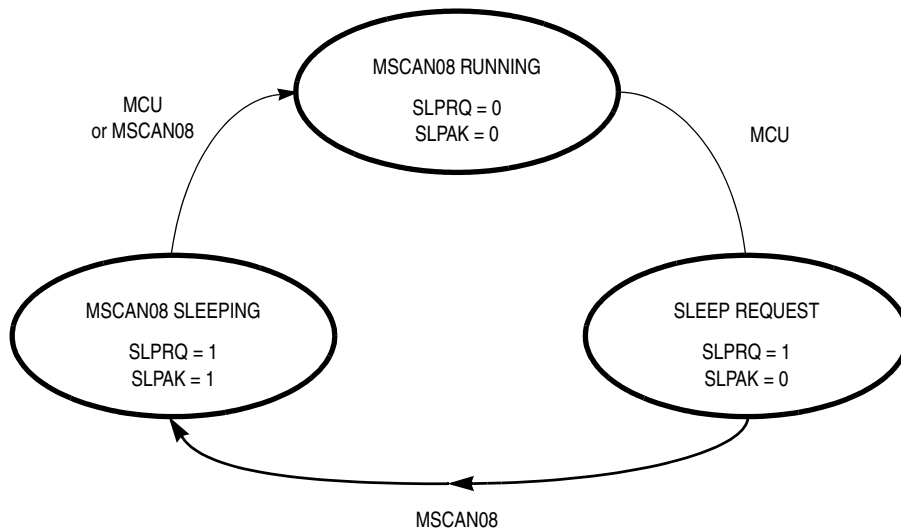 MSCAN08 RUNNING
SLPRQ = 0
SLPAK = 0
MCU
or MSCAN08
MCU
MSCAN08 SLEEPING
SLPRQ = 1
SLPAK = 1
SLEEP REQUEST
SLPRQ = 1
SLPAK = 0
MSCAN08